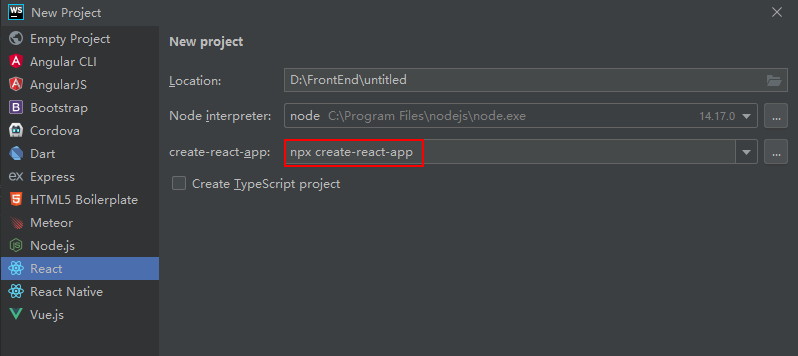 WS New Project
Empty Project
Angular CLI
AngularJS
Bootstrap
Cordova
Dart
ex Express
HTML5 Boilerplate
Meteor
Node.js
React
React Native
Vue.js
New project
Location: D:\FrontEnd\untitled
Node interpreter: node C:\Program Files\nodejs\node.exe 14.17.0 ...
create-react-app: npx create-react-app ...
Create TypeScript project